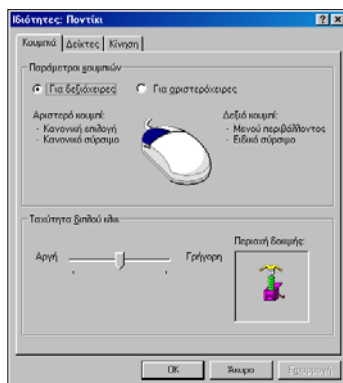 Ιδιότητες: Ποντίκι
Κουμπιά Δείκτες Κίνηση
Παράμετροι κουμπιών
Για δεξιόχειρες Για αριστερόχειρες
Αριστερό κουμπί:
- Κανονική επιλογή
- Κανονικό σύρσιμο
Δεξιό κουμπί:
- Μενού περιβάλλοντος
- Ειδικό σύρσιμο
Ταχύτητα διπλού κλικ
Αργή Γρήγορη
Περιοχή δοκιμής:
OK Άκυρο Εφαρμογή